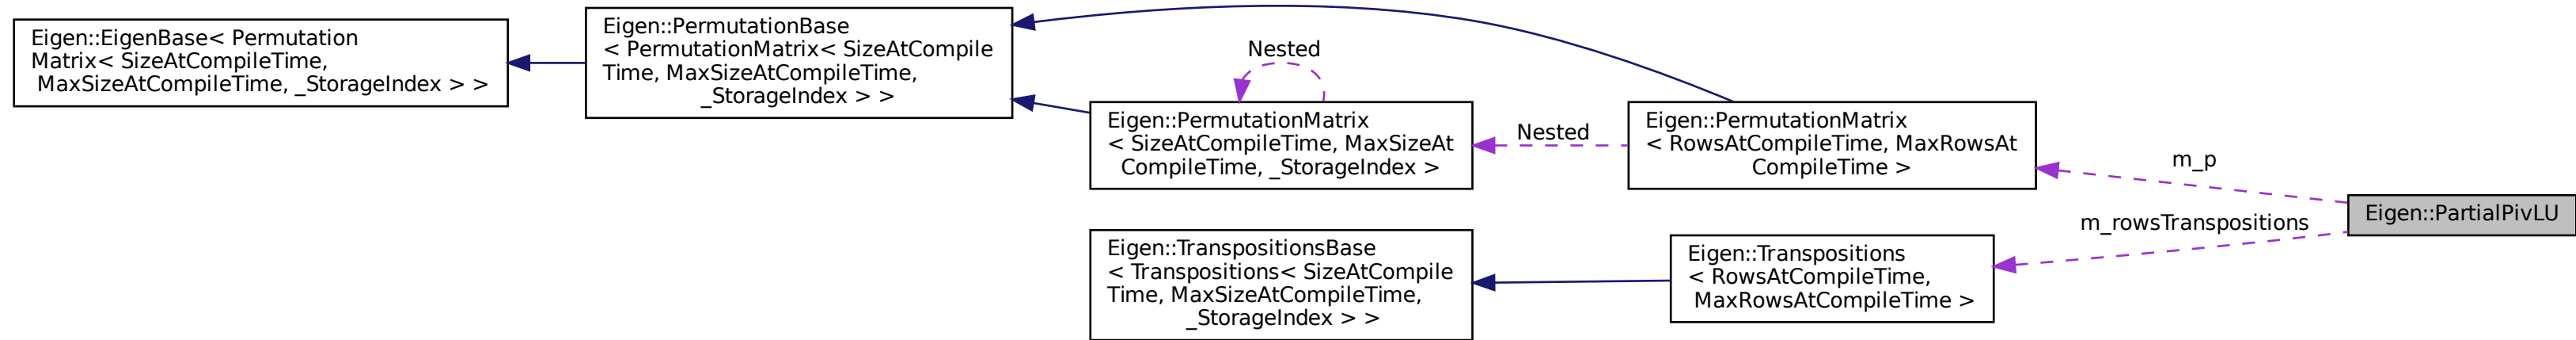 Eigen::EigenBase< Permutation
Matrix< SizeAtCompileTime,
MaxSizeAtCompileTime, _StorageIndex > >
Eigen::PermutationBase
< PermutationMatrix< SizeAtCompile
Time, MaxSizeAtCompileTime,
_StorageIndex > >
Nested
Eigen::PermutationMatrix
< SizeAtCompileTime, MaxSizeAt
CompileTime, _StorageIndex >
Nested
Eigen::PermutationMatrix
< RowsAtCompileTime, MaxRowsAt
CompileTime >
m_p
m_rowsTranspositions
Eigen::PartialPivLU
Eigen::TranspositionsBase
< Transpositions< SizeAtCompile
Time, MaxSizeAtCompileTime,
_StorageIndex > >
Eigen::Transpositions
< RowsAtCompileTime,
MaxRowsAtCompileTime >